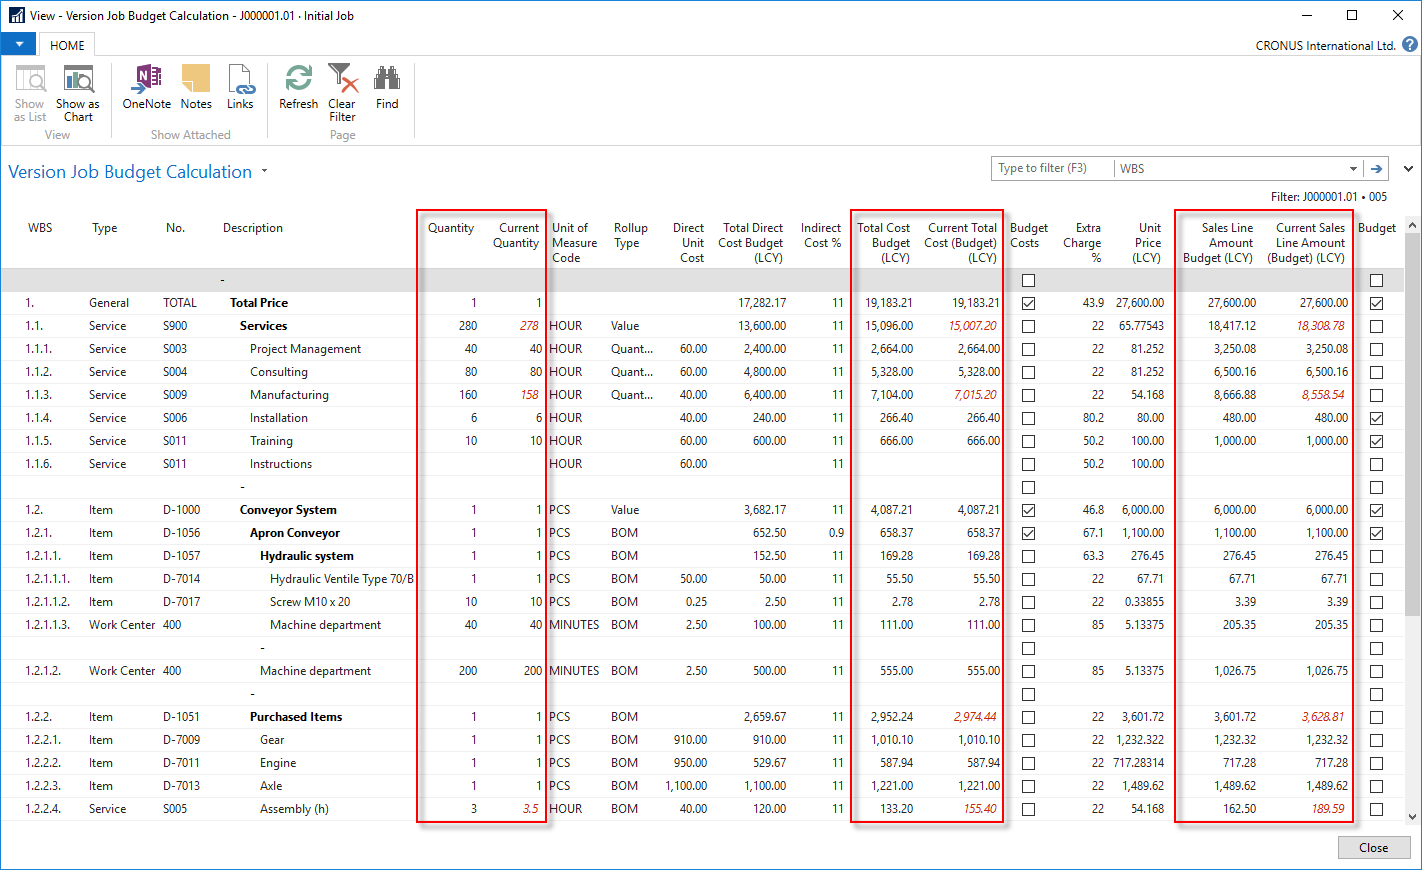 View - Version Job Budget Calculation - J000001.01 · Initial Job
HOME
CRONUS International Ltd.
Show as List
Show as Chart
OneNote
Notes
Links
Refresh
Clear Filter
Find
View
Show Attached
Page
Version Job Budget Calculation
Type to filter (F3)
WBS
Filter: J000001.01 • 005
WBS Type No. Description Quantity Current Quantity Unit of Measure Code Rollup Type Direct Unit Cost Total Direct Cost Budget (LCY) Indirect Cost % Total Cost Budget (LCY) Current Total Cost (Budget) (LCY) Budget Costs Extra Charge % Unit Price (LCY) Sales Line Amount Budget (LCY) Current Sales Line Amount (Budget) (LCY) Budget
-
1. General TOTAL Total Price 1 1 17,282.17 11 19,183.21 19,183.21 43.9 27,600.00 27,600.00 27,600.00
1.1. Service S900 Services 280 278 HOUR Value 13,600.00 11 15,096.00 15,007.20 22 65.77543 18,417.12 18,308.78
1.1.1. Service S003 Project Management 40 40 HOUR Quant... 60.00 2,400.00 11 2,664.00 2,664.00 22 81.252 3,250.08 3,250.08
1.1.2. Service S004 Consulting 80 80 HOUR Quant... 60.00 4,800.00 11 5,328.00 5,328.00 22 81.252 6,500.16 6,500.16
1.1.3. Service S009 Manufacturing 160 158 HOUR Quant... 40.00 6,400.00 11 7,104.00 7,015.20 22 54.168 8,666.88 8,558.54
1.1.4. Service S006 Installation 6 6 HOUR 40.00 240.00 11 266.40 266.40 80.2 80.00 480.00 480.00
1.1.5. Service S011 Training 10 10 HOUR 60.00 600.00 11 666.00 666.00 50.2 100.00 1,000.00 1,000.00
1.1.6. Service S011 Instructions HOUR 60.00 11 50.2 100.00
-
1.2. Item D-1000 Conveyor System 1 1 PCS Value 3,682.17 11 4,087.21 4,087.21 46.8 6,000.00 6,000.00 6,000.00
1.2.1. Item D-1056 Apron Conveyor 1 1 PCS BOM 652.50 0.9 658.37 658.37 67.1 1,100.00 1,100.00 1,100.00
1.2.1.1. Item D-1057 Hydraulic system 1 1 PCS BOM 152.50 11 169.28 169.28 63.3 276.45 276.45 276.45
1.2.1.1.1. Item D-7014 Hydraulic Ventile Type 70/B 1 1 PCS BOM 50.00 50.00 11 55.50 55.50 22 67.71 67.71 67.71
1.2.1.1.2. Item D-7017 Screw M10 x 20 10 10 PCS BOM 0.25 2.50 11 2.78 2.78 22 0.33855 3.39 3.39
1.2.1.1.3. Work Center 400 Machine department 40 40 MINUTES BOM 2.50 100.00 11 111.00 111.00 85 5.13375 205.35 205.35
-
1.2.1.2. Work Center 400 Machine department 200 200 MINUTES BOM 2.50 500.00 11 555.00 555.00 85 5.13375 1,026.75 1,026.75
-
1.2.2. Item D-1051 Purchased Items 1 1 PCS BOM 2,659.67 11 2,952.24 2,974.44 22 3,601.72 3,601.72 3,628.81
1.2.2.1. Item D-7009 Gear 1 1 PCS BOM 910.00 910.00 11 1,010.10 1,010.10 22 1,232.322 1,232.32 1,232.32
1.2.2.2. Item D-7011 Engine 1 1 PCS BOM 950.00 529.67 11 587.94 587.94 22 717.28314 717.28 717.28
1.2.2.3. Item D-7013 Axle 1 1 PCS BOM 1,100.00 1,100.00 11 1,221.00 1,221.00 22 1,489.62 1,489.62 1,489.62
1.2.2.4. Service S005 Assembly (h) 3 3.5 HOUR BOM 40.00 120.00 11 133.20 155.40 22 54.168 162.50 189.59
Close